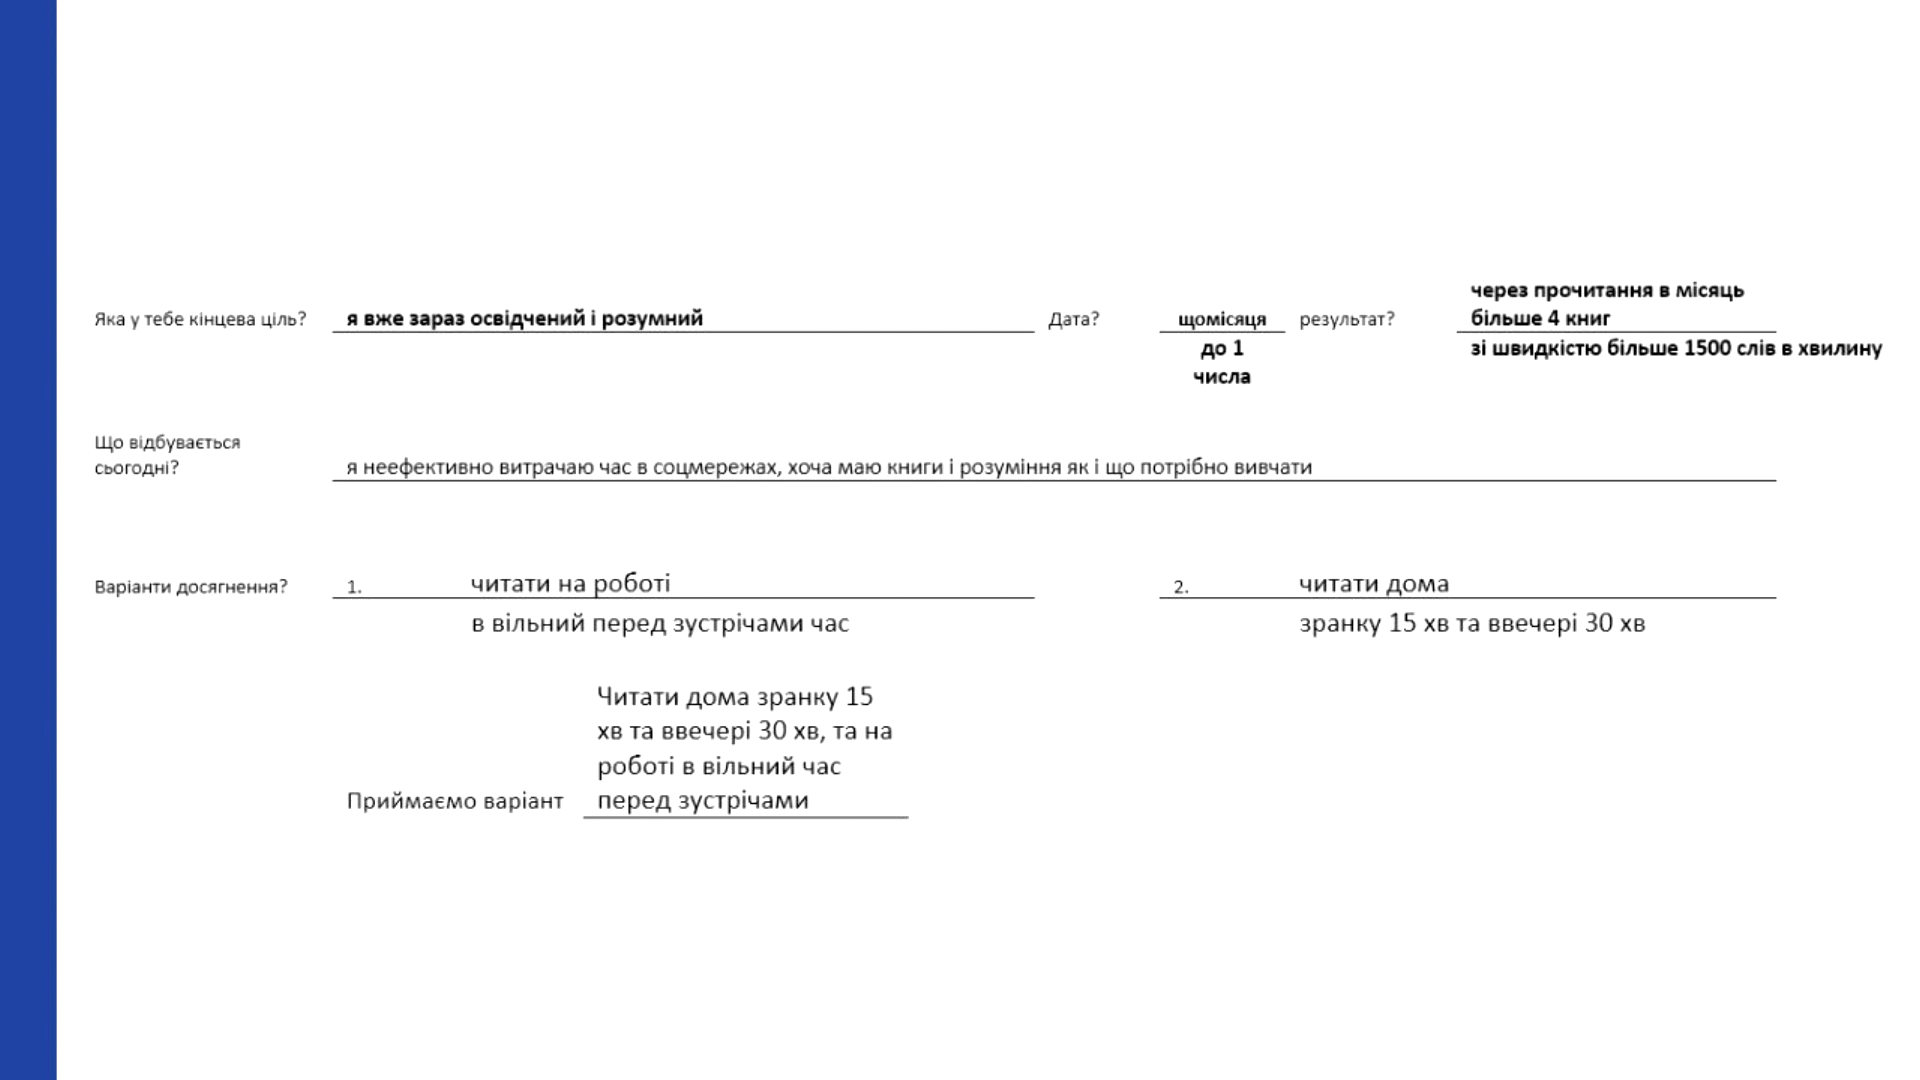 через прочитання в місяць
Яка у тебе кінцева ціль? я вже зараз освідчений і розумний Дата? щомісяця результат? більше 4 книг
до 1 зі швидкістю більше 1500 слів в хвилину
числа
Що відбувається
сьогодні? я неефективно витрачаю час в соцмережах, хоча маю книги і розуміння як і що потрібно вивчати
Варіанти досягнення? 1. читати на роботі 2. читати дома
в вільний перед зустрічами час зранку 15 хв та ввечері 30 хв
Читати дома зранку 15
хв та ввечері 30 хв, та на
роботі в вільний час
Приймаємо варіант перед зустрічами